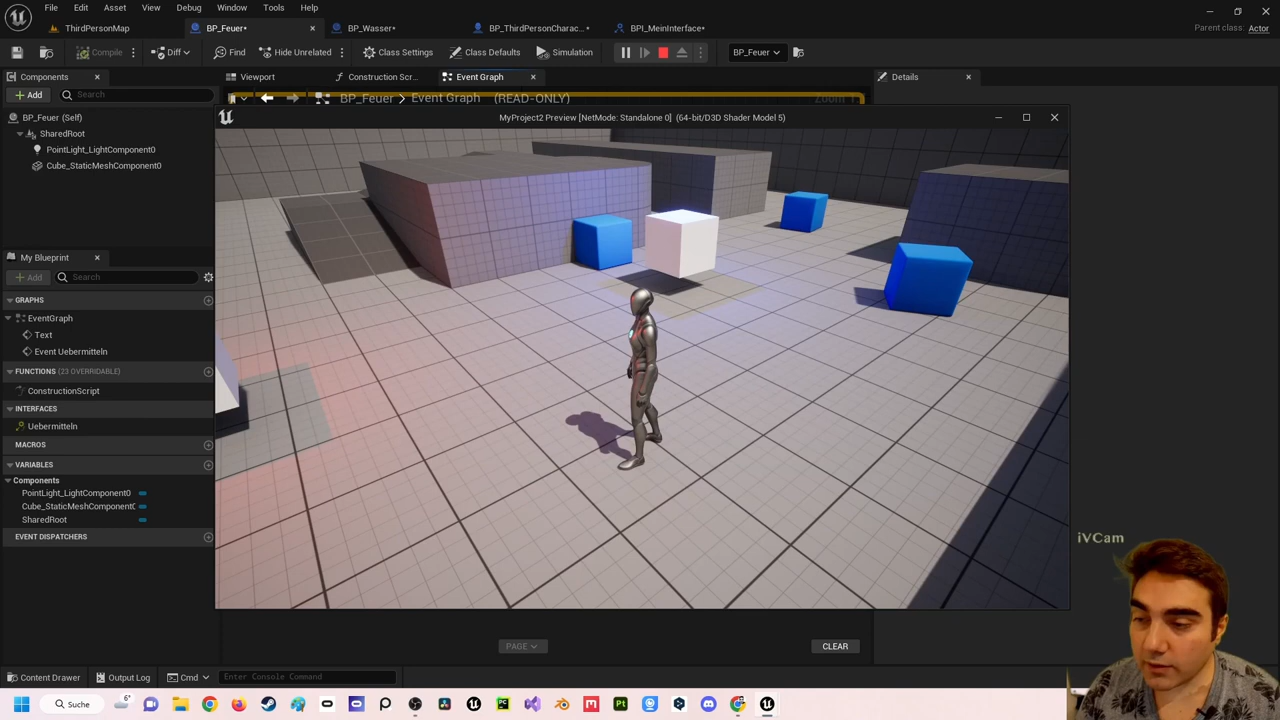 File Edit Asset View Debug Window Tools Help
ThirdPersonMap BP_Feuer* BP_Wasser* BP_ThirdPersonCharac...* BPI_MeinInterface*
Parent class: Actor
Compile Diff Find Hide Unrelated Class Settings Class Defaults Simulation BP_Feuer
Components Viewport Construction Scr... Event Graph Details
+ Add Search
BP_Feuer > Event Graph (READ-ONLY) Zoom 1
BP_Feuer (Self)
MyProject2 Preview [NetMode: Standalone 0] (64-bit/D3D Shader Model 5)
SharedRoot
PointLight_LightComponent0
Cube_StaticMeshComponent0
My Blueprint
+ Add Search
GRAPHS
EventGraph
Text
Event Uebermitteln
FUNCTIONS (23 OVERRIDABLE)
ConstructionScript
INTERFACES
Uebermitteln
MACROS
VARIABLES
Components
PointLight_LightComponent0
Cube_StaticMeshComponent
SharedRoot
EVENT DISPATCHERS
iVCam
PAGE CLEAR
Content Drawer Output Log Cmd Enter Console Command
Suche 6°